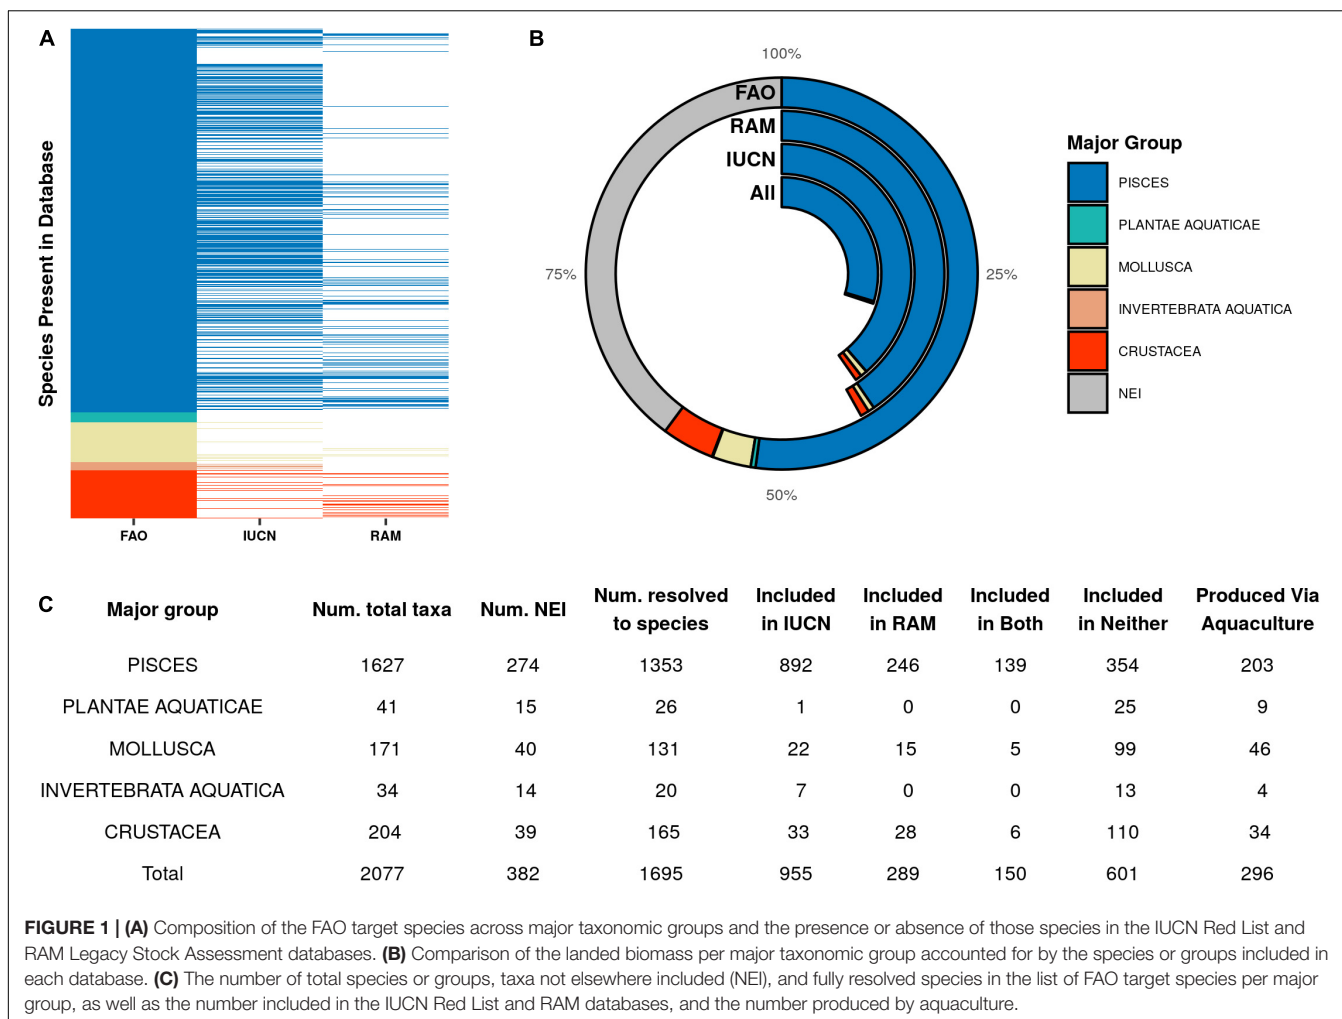 A
Species Present in Database
FAO
IUCN
RAM
B
100%
25%
50%
75%
FAO
RAM
IUCN
All
Major Group
PISCES
PLANTAE AQUATICAE
MOLLUSCA
INVERTEBRATA AQUATICA
CRUSTACEA
NEI
C
Major group Num. total taxa Num. NEI Num. resolved to species Included in IUCN Included in RAM Included in Both Included in Neither Produced Via Aquaculture
PISCES 1627 274 1353 892 246 139 354 203
PLANTAE AQUATICAE 41 15 26 1 0 0 25 9
MOLLUSCA 171 40 131 22 15 5 99 46
INVERTEBRATA AQUATICA 34 14 20 7 0 0 13 4
CRUSTACEA 204 39 165 33 28 6 110 34
Total 2077 382 1695 955 289 150 601 296
FIGURE 1 | (A) Composition of the FAO target species across major taxonomic groups and the presence or absence of those species in the IUCN Red List and
RAM Legacy Stock Assessment databases. (B) Comparison of the landed biomass per major taxonomic group accounted for by the species or groups included in
each database. (C) The number of total species or groups, taxa not elsewhere included (NEI), and fully resolved species in the list of FAO target species per major
group, as well as the number included in the IUCN Red List and RAM databases, and the number produced by aquaculture.